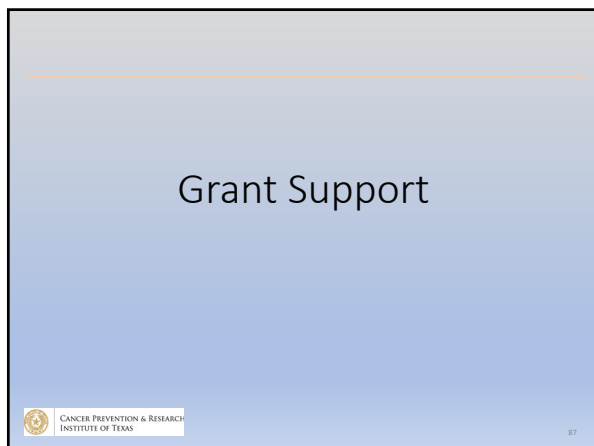 Grant Support
CANCER PREVENTION & RESEARCH
INSTITUTE OF TEXAS
87